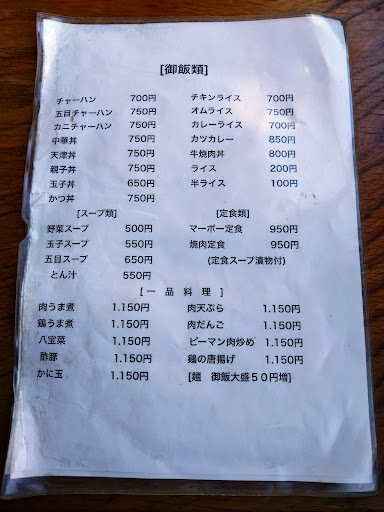 [御飯類]
チャーハン 700円 チキンライス 700円
五目チャーハン 750円 オムライス 750円
カニチャーハン 750円 カレーライス 700円
中華丼 750円 カツカレー 850円
天津丼 750円 牛焼肉丼 800円
親子丼 750円 ライス 200円
玉子丼 650円 半ライス 100円
かつ丼 750円
[スープ類] [定食類]
野菜スープ 500円 マーボー定食 950円
玉子スープ 550円 焼肉定食 950円
五目スープ 650円 (定食スープ漬物付)
とん汁 550円
[一品料理]
肉うま煮 1.150円 肉天ぷら 1.150円
鶏うま煮 1.150円 肉だんご 1.150円
八宝菜 1.150円 ピーマン肉炒め 1.150円
酢豚 1.150円 鶏の唐揚げ 1.150円
かに玉 1.150円 [麺 御飯大盛50円増]